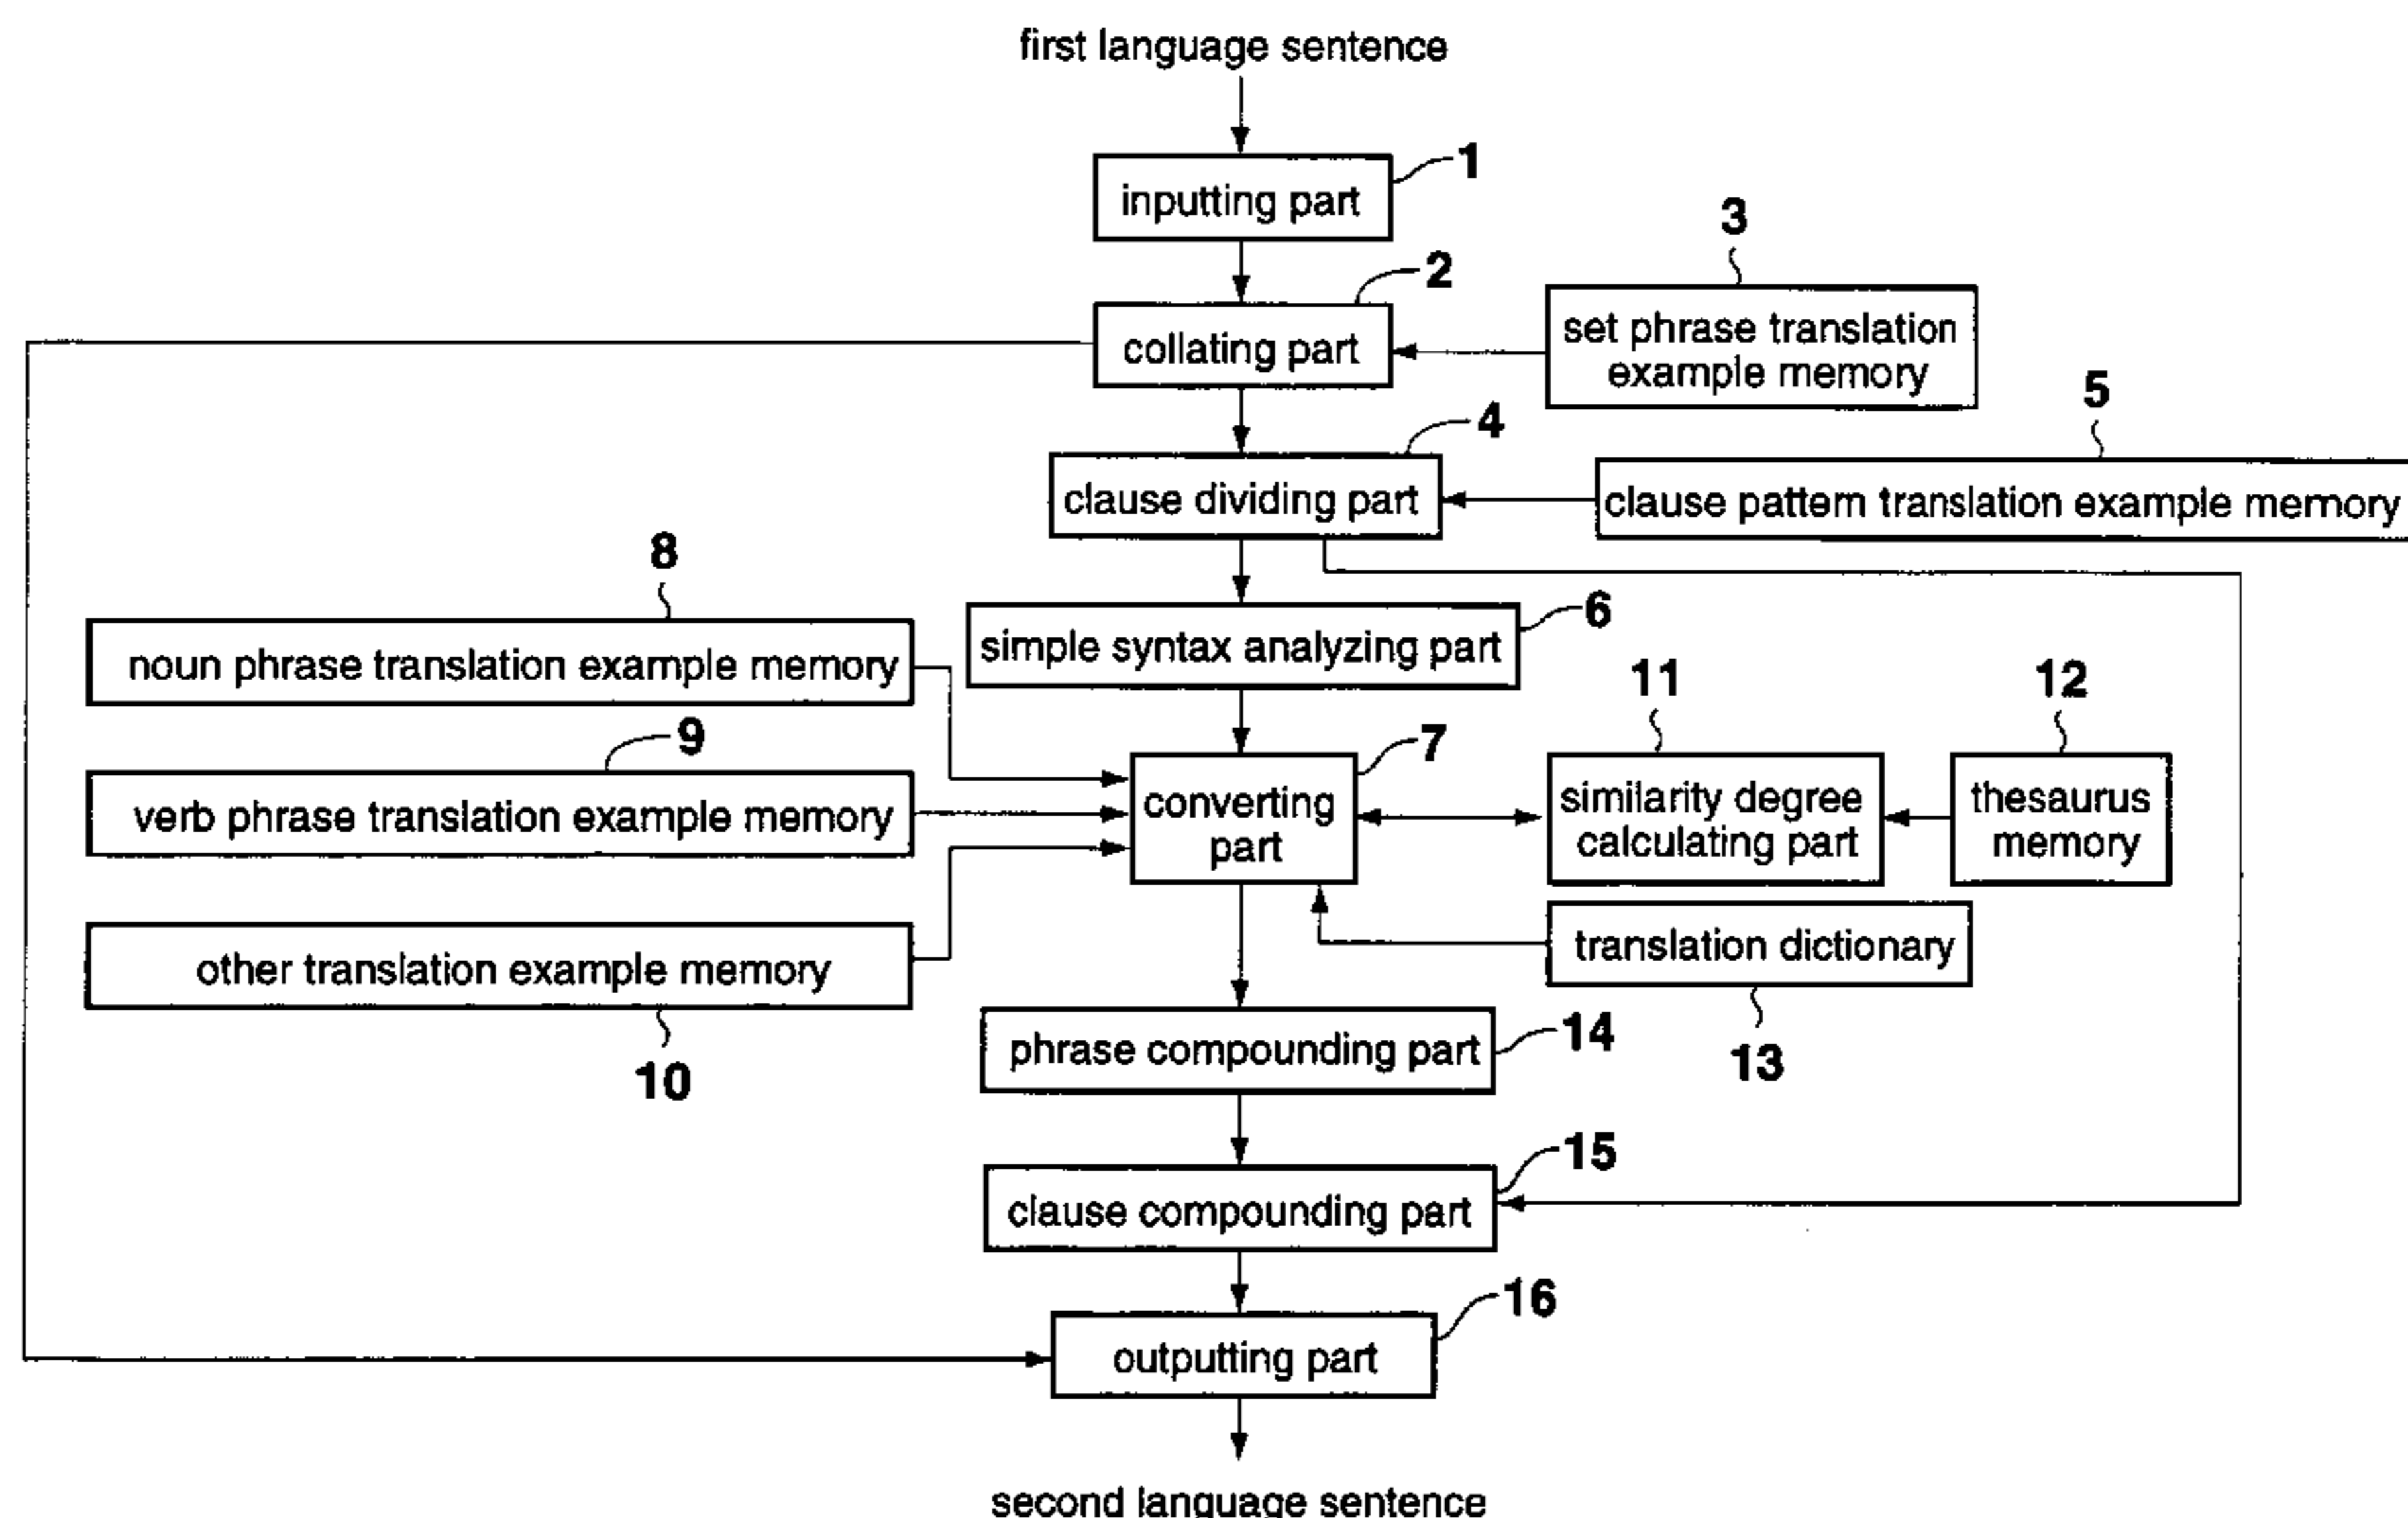 first language sentence
1
inputting part
3
2
set phrase translation
example memory
collating part
5
4
clause dividing part
clause pattern translation example memory
8
6
noun phrase translation example memory
simple syntax analyzing part
11
12
9
7
verb phrase translation example memory
converting
part
similarity degree
calculating part
thesaurus
memory
other translation example memory
translation dictionary
10
13
14
phrase compounding part
15
clause compounding part
16
outputting part
second language sentence